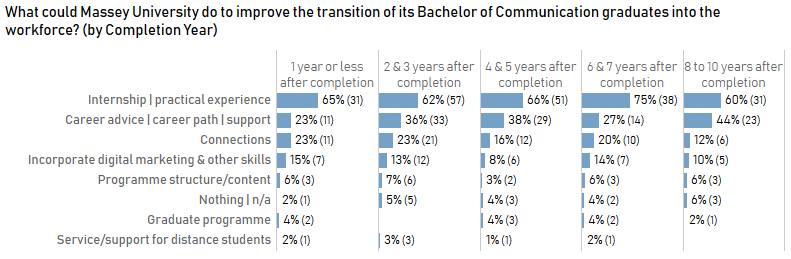 What could Massey University do to improve the transition of its Bachelor of Communication graduates into the
workforce? (by Completion Year)
1 year or less after completion 2 & 3 years after completion 4 & 5 years after completion 6 & 7 years after completion 8 to 10 years after completion
Internship | practical experience 65% (31) 62% (57) 66% (51) 75% (38) 60% (31)
Career advice | career path | support 23% (11) 36% (33) 38% (29) 27% (14) 44% (23)
Connections 23% (11) 23% (21) 16% (12) 20% (10) 12% (6)
Incorporate digital marketing & other skills 15% (7) 13% (12) 8% (6) 14% (7) 10% (5)
Programme structure/content 6% (3) 7% (6) 3% (2) 6% (3) 6% (3)
Nothing | n/a 2% (1) 5% (5) 4% (3) 4% (2) 6% (3)
Graduate programme 4% (2) 4% (3) 4% (2) 2% (1)
Service/support for distance students 2% (1) 3% (3) 1% (1) 2% (1)